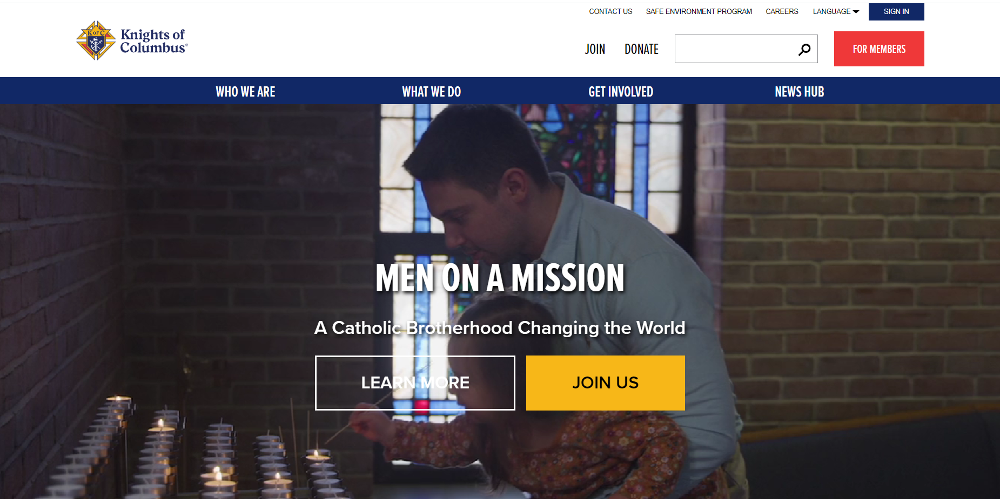 CONTACT US SAFE ENVIRONMENT PROGRAM CAREERS LANGUAGE SIGN IN
K OF C
Knights of
Columbus®
JOIN DONATE FOR MEMBERS
WHO WE ARE WHAT WE DO GET INVOLVED NEWS HUB
MEN ON A MISSION
A Catholic Brotherhood Changing the World
LEARN MORE JOIN US